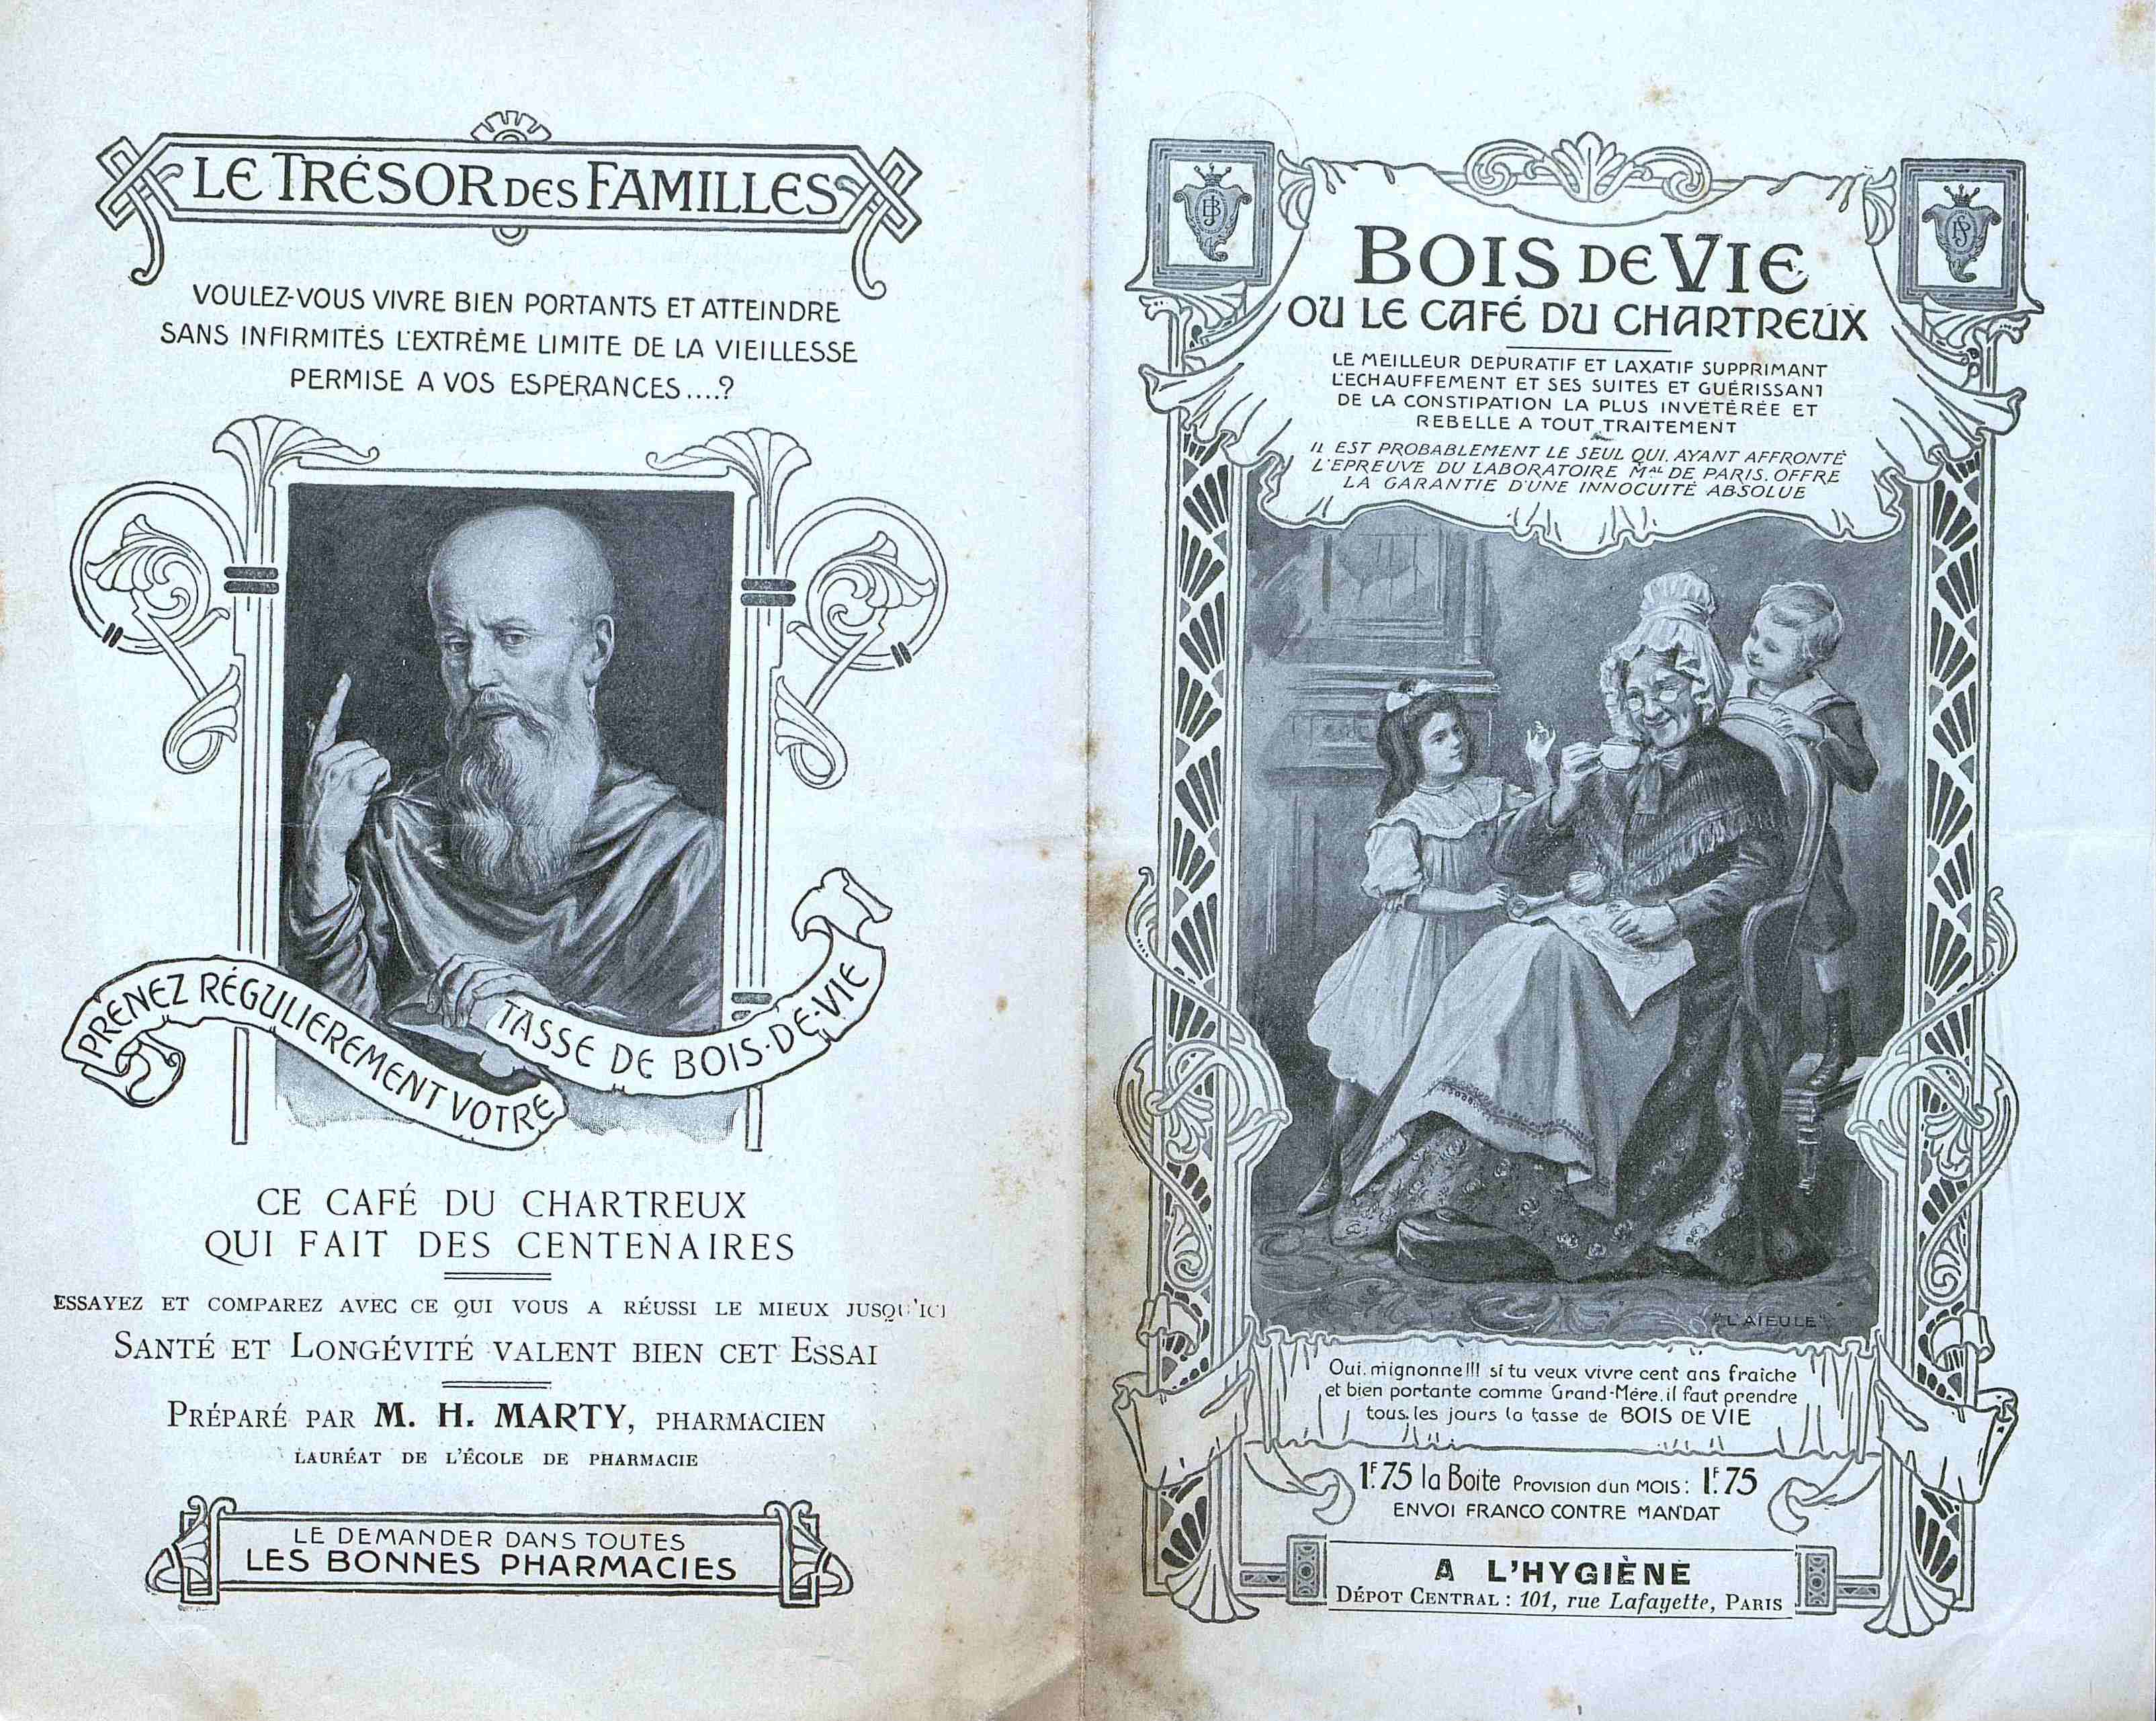 LE TRÉSOR DES FAMILLES
VOULEZ-VOUS VIVRE BIEN PORTANTS ET ATTEINDRE
SANS INFIRMITÉS L'EXTRÊME LIMITE DE LA VIEILLESSE
PERMISE A VOS ESPÉRANCES....?
PRENEZ RÉGULIEREMENT VOTRE
TASSE DE BOIS-DE-VIE
CE CAFÉ DU CHARTREUX
QUI FAIT DES CENTENAIRES
ESSAYEZ ET COMPAREZ AVEC CE QUI VOUS A RÉUSSI LE MIEUX JUSQU'ICI
SANTÉ ET LONGÉVITÉ VALENT BIEN CET ESSAI
PRÉPARÉ PAR M. H. MARTY, PHARMACIEN
LAURÉAT DE L'ÉCOLE DE PHARMACIE
LE DEMANDER DANS TOUTES
LES BONNES PHARMACIES
BOIS DE VIE
OU LE CAFÉ DU CHARTREUX
LE MEILLEUR DEPURATIF ET LAXATIF SUPPRIMANT
L'ECHAUFFEMENT ET SES SUITES ET GUÉRISSANT
DE LA CONSTIPATION LA PLUS INVETÉRÉE ET
REBELLE A TOUT TRAITEMENT
IL EST PROBABLEMENT LE SEUL QUI, AYANT AFFRONTÉ
L'EPREUVE DU LABORATOIRE MAL DE PARIS, OFFRE
LA GARANTIE D'UNE INNOCUITÉ ABSOLUE
"L'AIEULE"
Oui, mignonne!!! si tu veux vivre cent ans fraiche
et bien portante comme Grand-Mére, il faut prendre
tous les jours la tasse de BOIS DE VIE
1F.75 la Boite PROVISION d'un MOIS: 1F.75
ENVOI FRANCO CONTRE MANDAT
A L'HYGIÈNE
DÉPOT CENTRAL : 101, rue Lafayette, PARIS